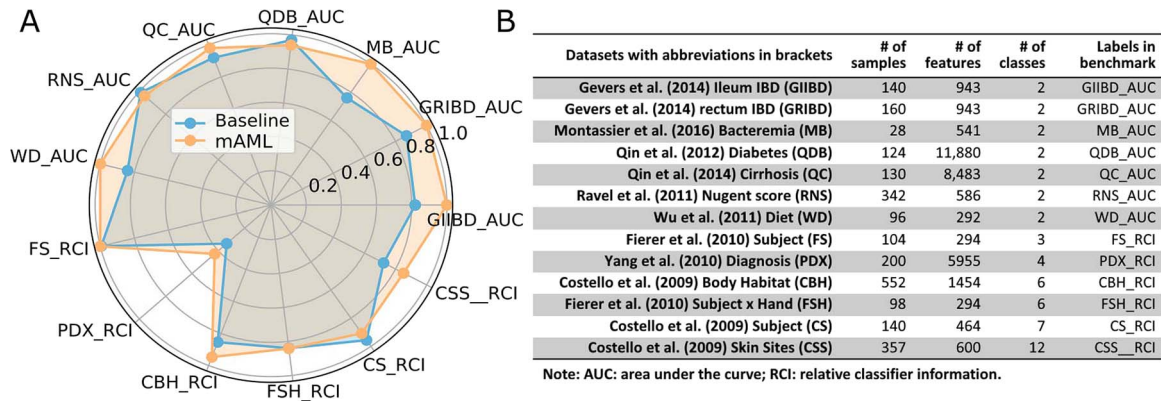 A
QDB_AUC
QC_AUC
MB_AUC
RNS_AUC
GRIBD_AUC
Baseline
mAML
1.0
0.8
0.6
0.4
0.2
WD_AUC
GIIBD_AUC
FS_RCI
CSS__RCI
PDX_RCI
CS_RCI
CBH_RCI
FSH_RCI
B
Datasets with abbreviations in brackets # of samples # of features # of classes Labels in benchmark
Gevers et al. (2014) Ileum IBD (GIIBD) 140 943 2 GIIBD_AUC
Gevers et al. (2014) rectum IBD (GRIBD) 160 943 2 GRIBD_AUC
Montassier et al. (2016) Bacteremia (MB) 28 541 2 MB_AUC
Qin et al. (2012) Diabetes (QDB) 124 11,880 2 QDB_AUC
Qin et al. (2014) Cirrhosis (QC) 130 8,483 2 QC_AUC
Ravel et al. (2011) Nugent score (RNS) 342 586 2 RNS_AUC
Wu et al. (2011) Diet (WD) 96 292 2 WD_AUC
Fierer et al. (2010) Subject (FS) 104 294 3 FS_RCI
Yang et al. (2010) Diagnosis (PDX) 200 5955 4 PDX_RCI
Costello et al. (2009) Body Habitat (CBH) 552 1454 6 CBH_RCI
Fierer et al. (2010) Subject x Hand (FSH) 98 294 6 FSH_RCI
Costello et al. (2009) Subject (CS) 140 464 7 CS_RCI
Costello et al. (2009) Skin Sites (CSS) 357 600 12 CSS__RCI
Note: AUC: area under the curve; RCI: relative classifier information.